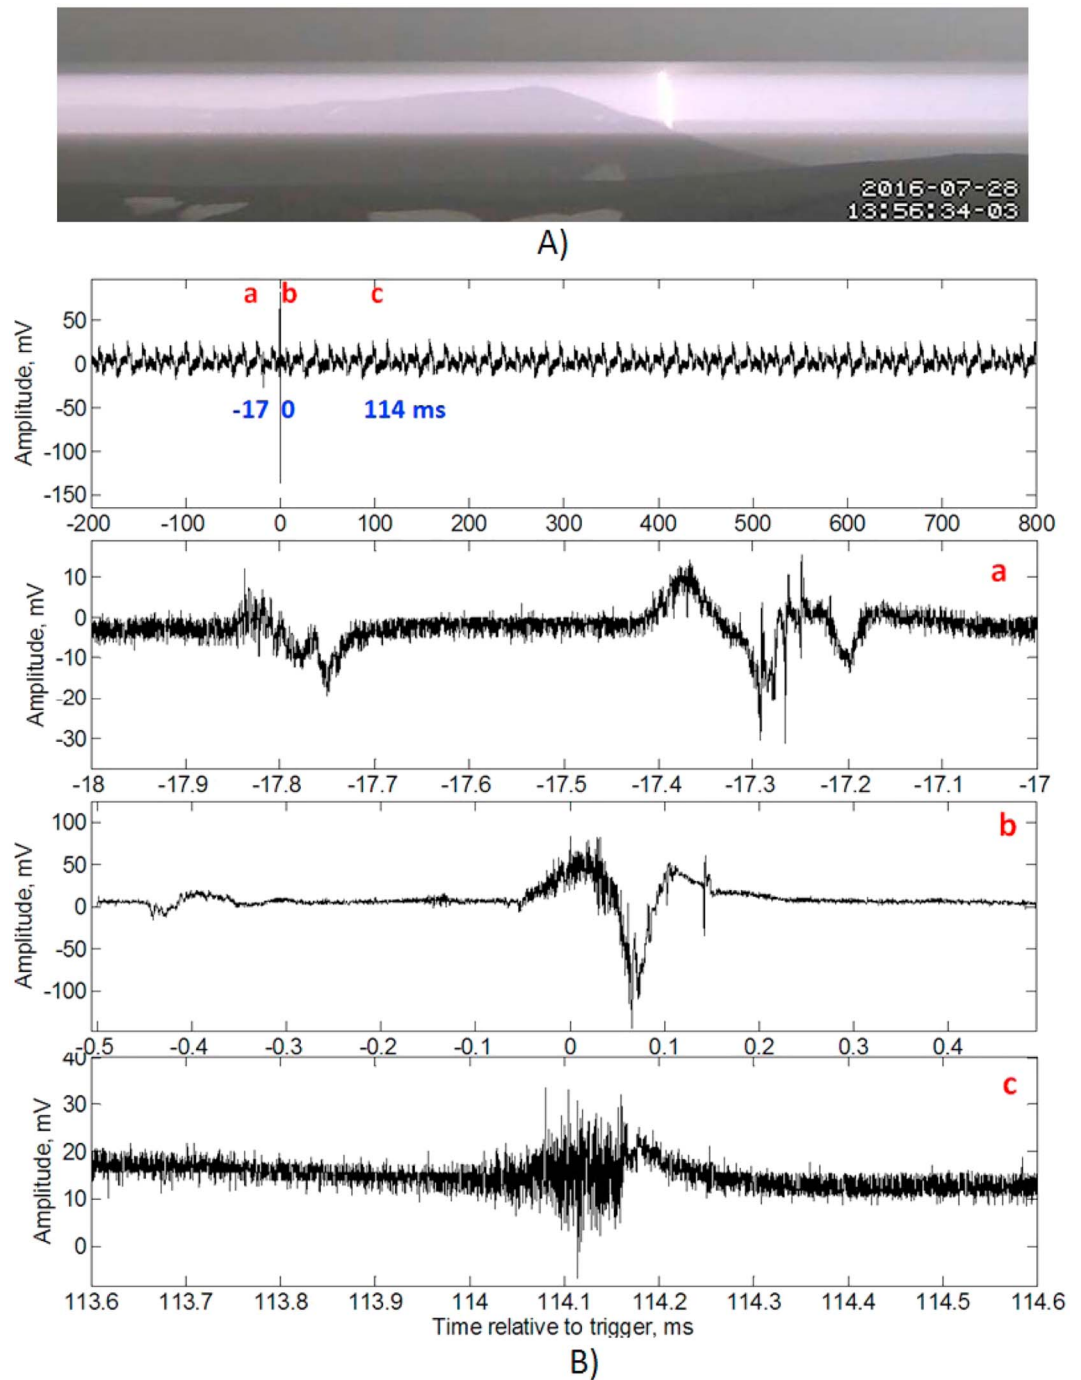 2016-07-28
13:56:34-03
A)
a b c
50
0
-50
-100
-150
Amplitude, mV
-17 0 114 ms
-200 -100 0 100 200 300 400 500 600 700 800
a
10
0
-10
-20
-30
Amplitude, mV
-18 -17.9 -17.8 -17.7 -17.6 -17.5 -17.4 -17.3 -17.2 -17.1 -17
b
100
50
0
-50
-100
Amplitude, mV
-0.5 -0.4 -0.3 -0.2 -0.1 0 0.1 0.2 0.3 0.4
c
40
30
20
10
0
Amplitude, mV
113.6 113.7 113.8 113.9 114 114.1 114.2 114.3 114.4 114.5 114.6
Time relative to trigger, ms
B)